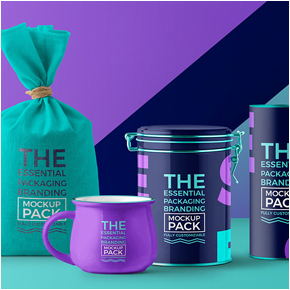 THE
ESSENTIAL
PACKAGING
BRANDING
MOCKUP
PACK
THE
ESSENTIAL
PACKAGING
BRANDING
MOCKUP
PACK
THE
ESSENTIAL
PACKAGING
BRANDING
MOCKUP
PACK
FULLY CUSTOMIZABLE
THE
ESSENTIAL
PACKAGING
BRANDING
MOCKUP
PACK